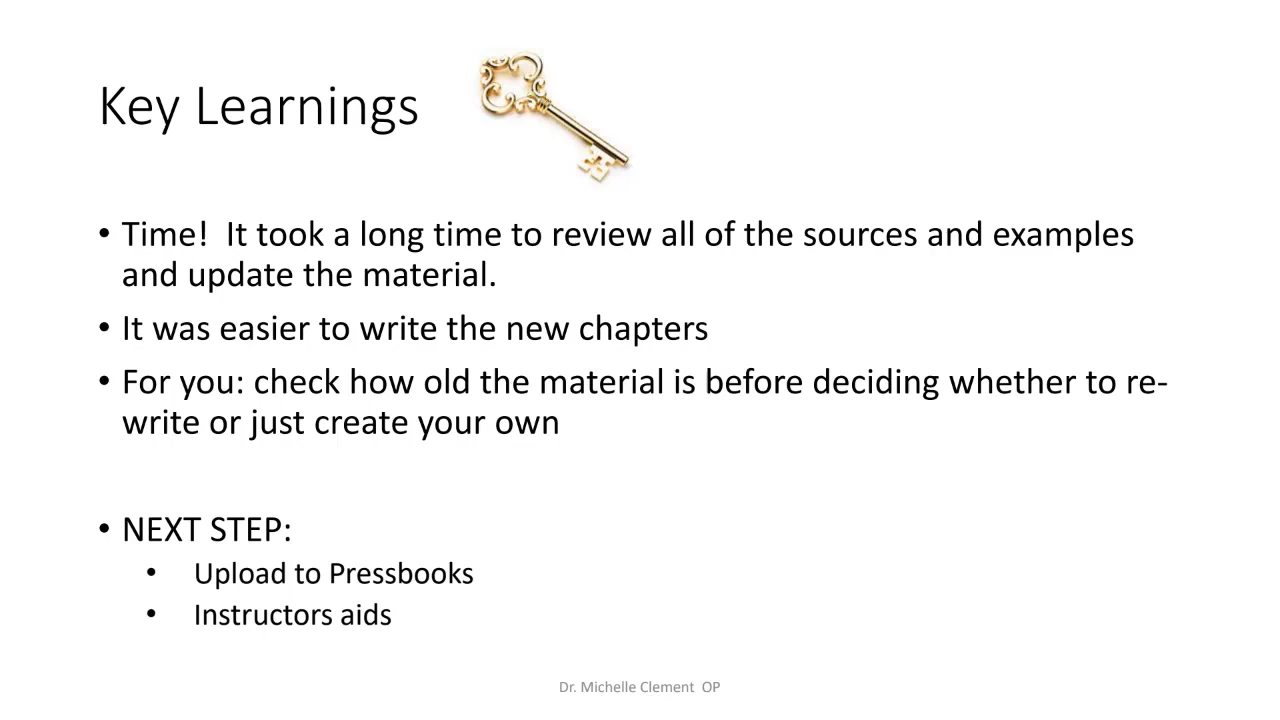 Key Learnings
• Time!  It took a long time to review all of the sources and examples
and update the material.
• It was easier to write the new chapters
• For you: check how old the material is before deciding whether to re-
write or just create your own
• NEXT STEP:
• Upload to Pressbooks
• Instructors aids
Dr. Michelle Clement  OP